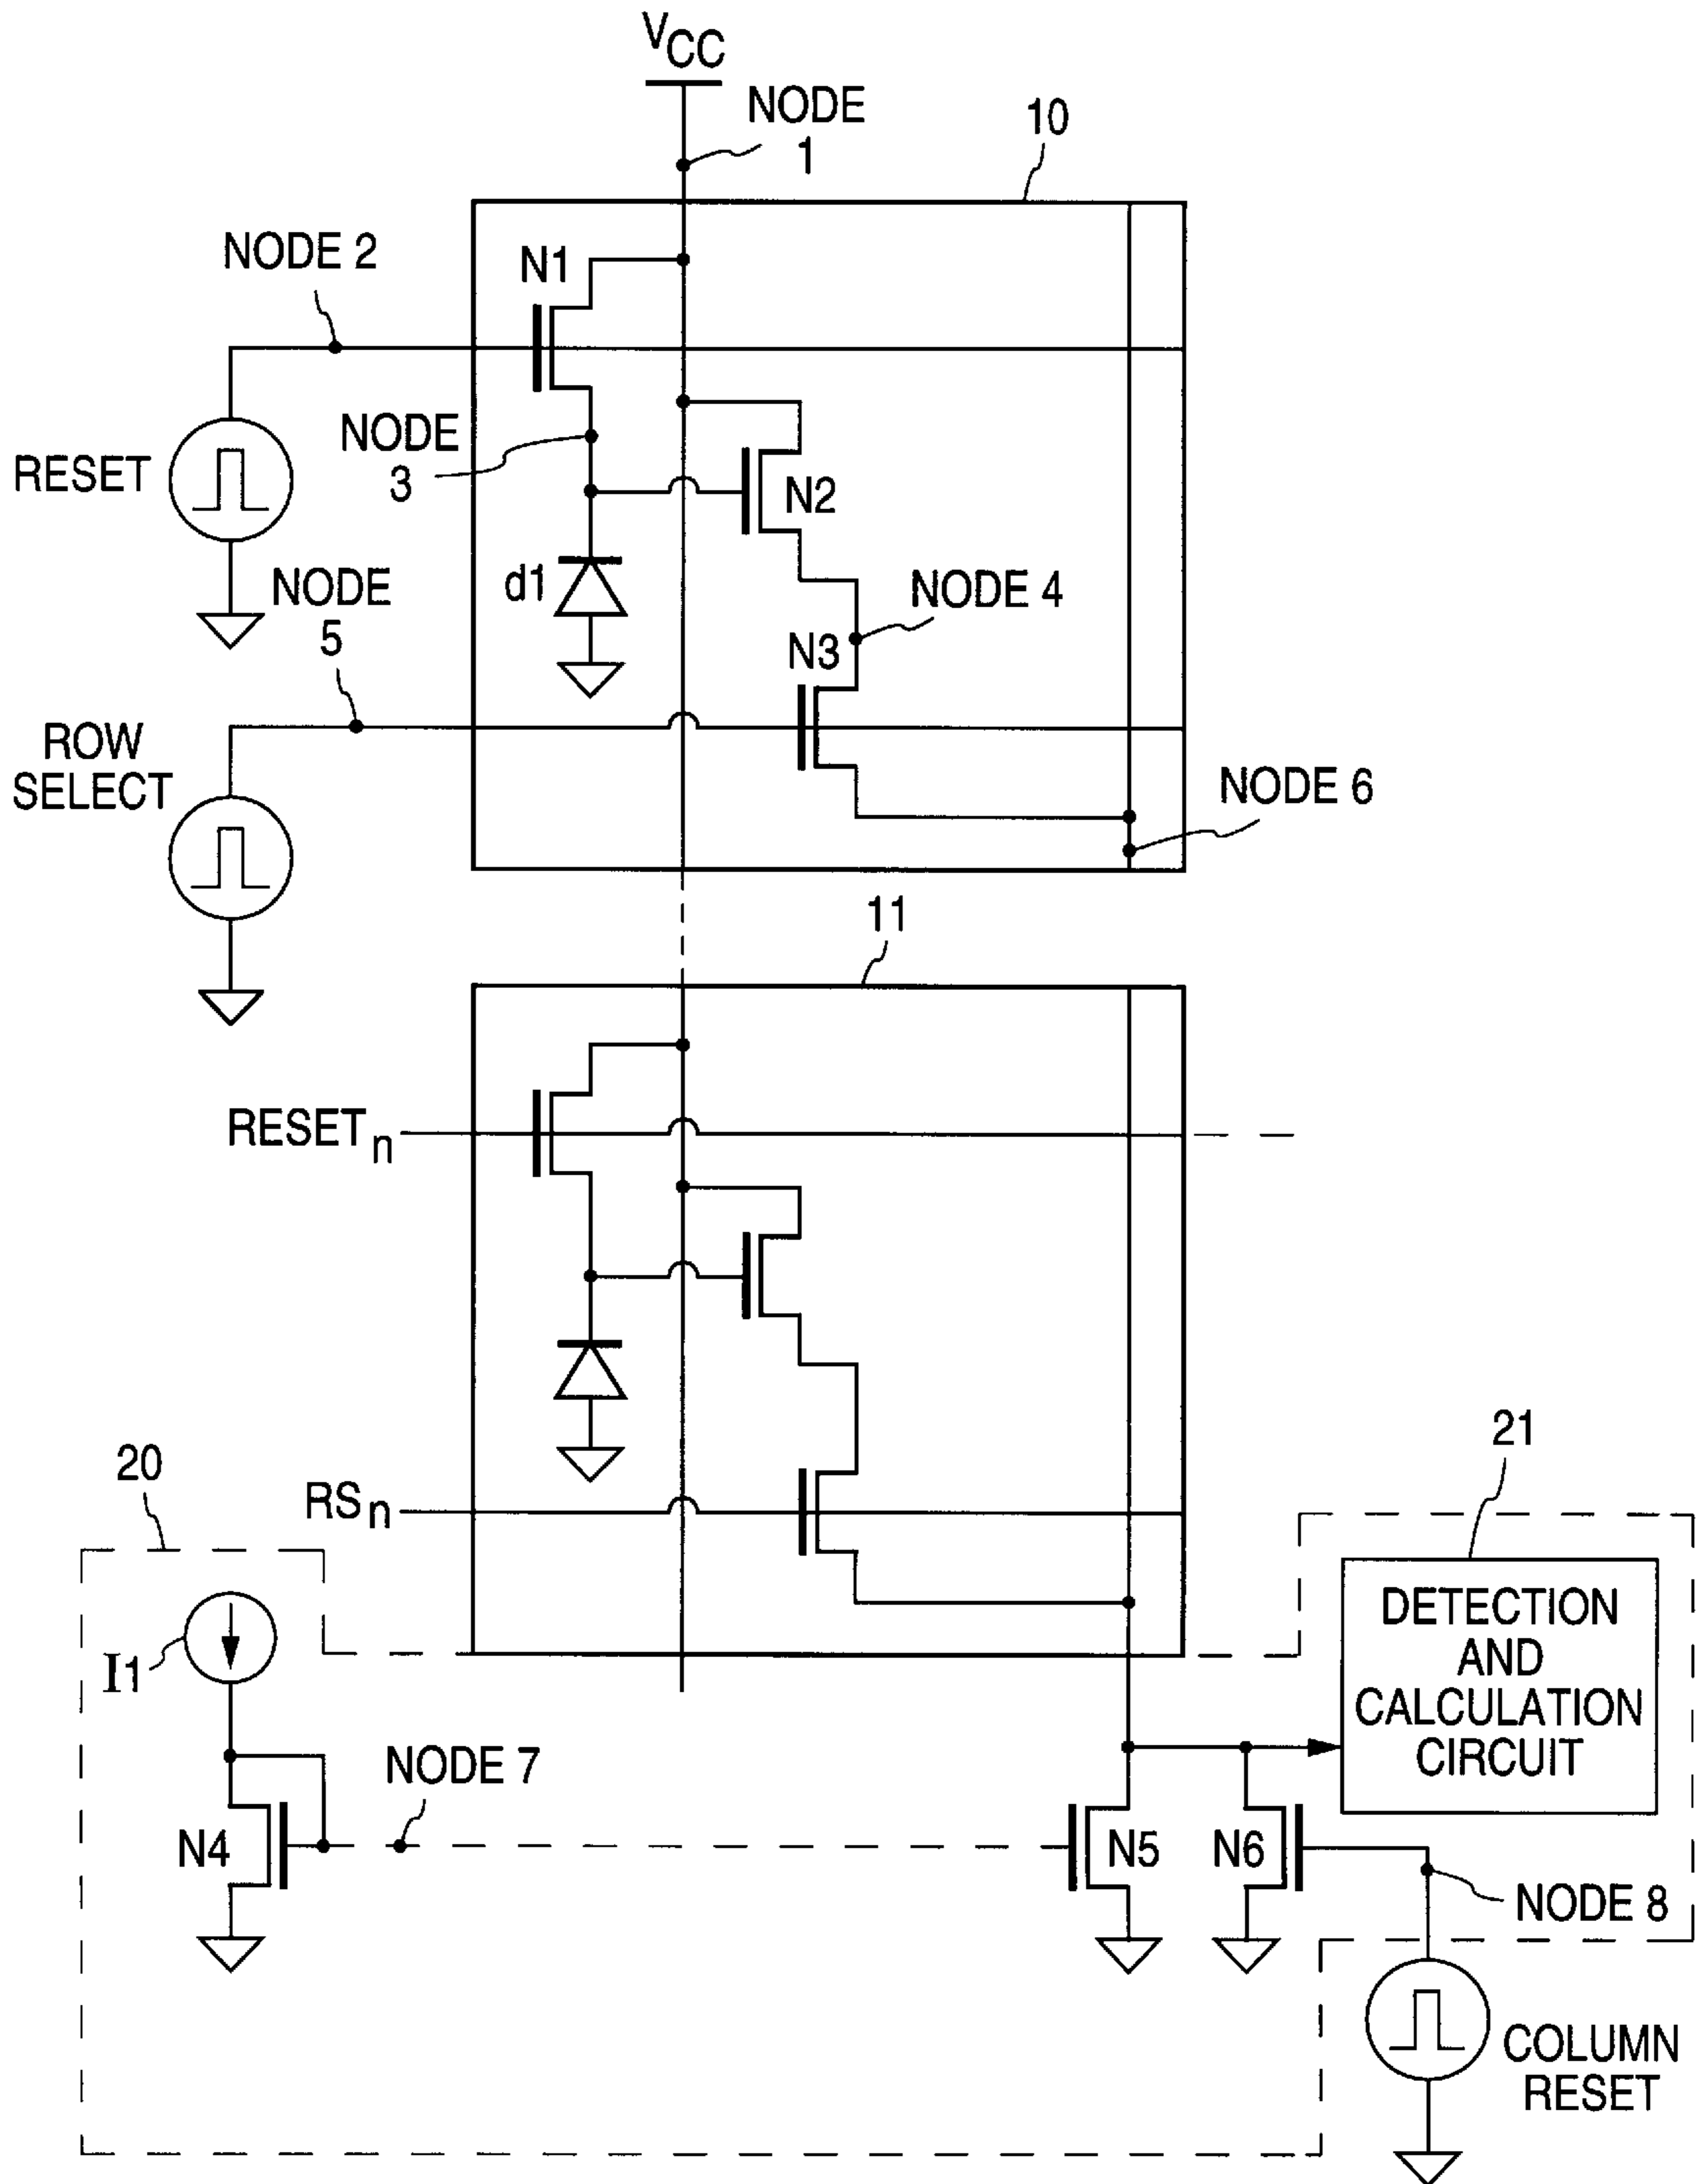 VCC
NODE
1
10
NODE 2
N1
RESET
NODE
3
N2
NODE
5
d1
NODE 4
N3
ROW
SELECT
NODE 6
11
RESETn
20
RSn
21
I1
DETECTION
AND
CALCULATION
CIRCUIT
NODE 7
N4
N5
N6
NODE 8
COLUMN
RESET